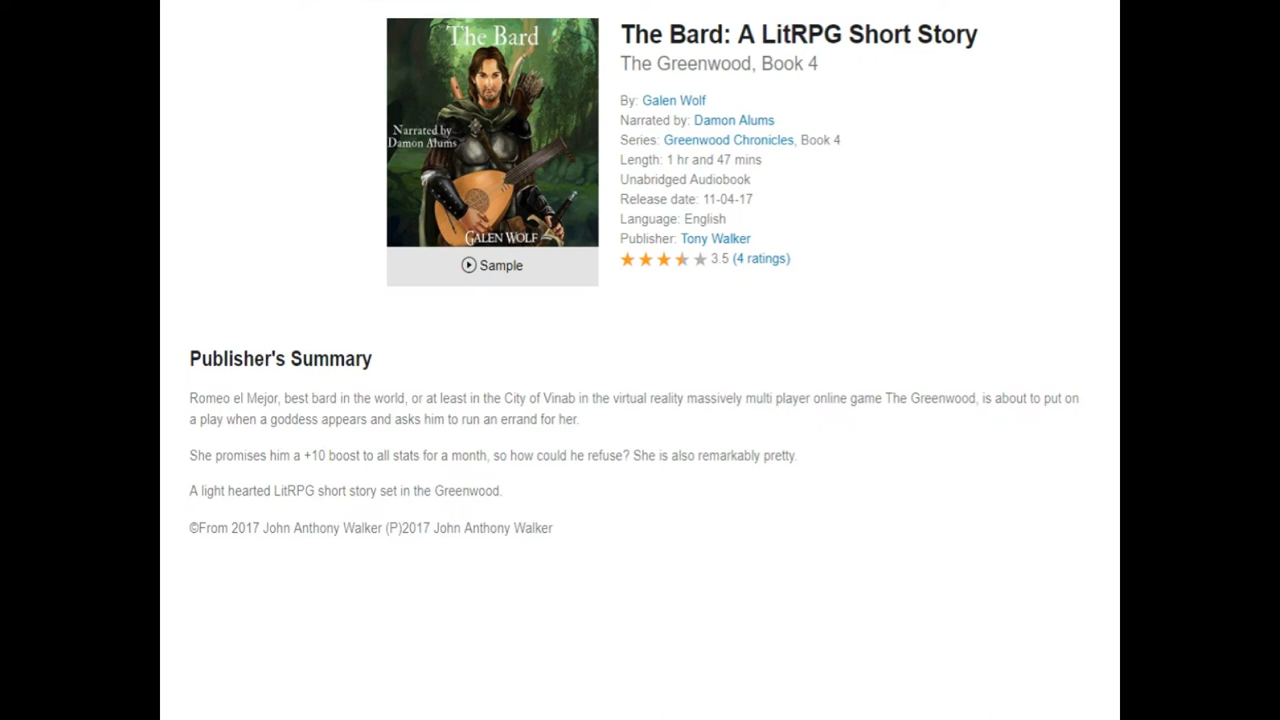 The Bard
Narrated by
Damon Alums
GALEN WOLF
Sample
The Bard: A LitRPG Short Story
The Greenwood, Book 4
By: Galen Wolf
Narrated by: Damon Alums
Series: Greenwood Chronicles, Book 4
Length: 1 hr and 47 mins
Unabridged Audiobook
Release date: 11-04-17
Language: English
Publisher: Tony Walker
3.5 (4 ratings)
Publisher's Summary
Romeo el Mejor, best bard in the world, or at least in the City of Vinab in the virtual reality massively multi player online game The Greenwood, is about to put on
a play when a goddess appears and asks him to run an errand for her.
She promises him a +10 boost to all stats for a month, so how could he refuse? She is also remarkably pretty.
A light hearted LitRPG short story set in the Greenwood.
©From 2017 John Anthony Walker (P)2017 John Anthony Walker